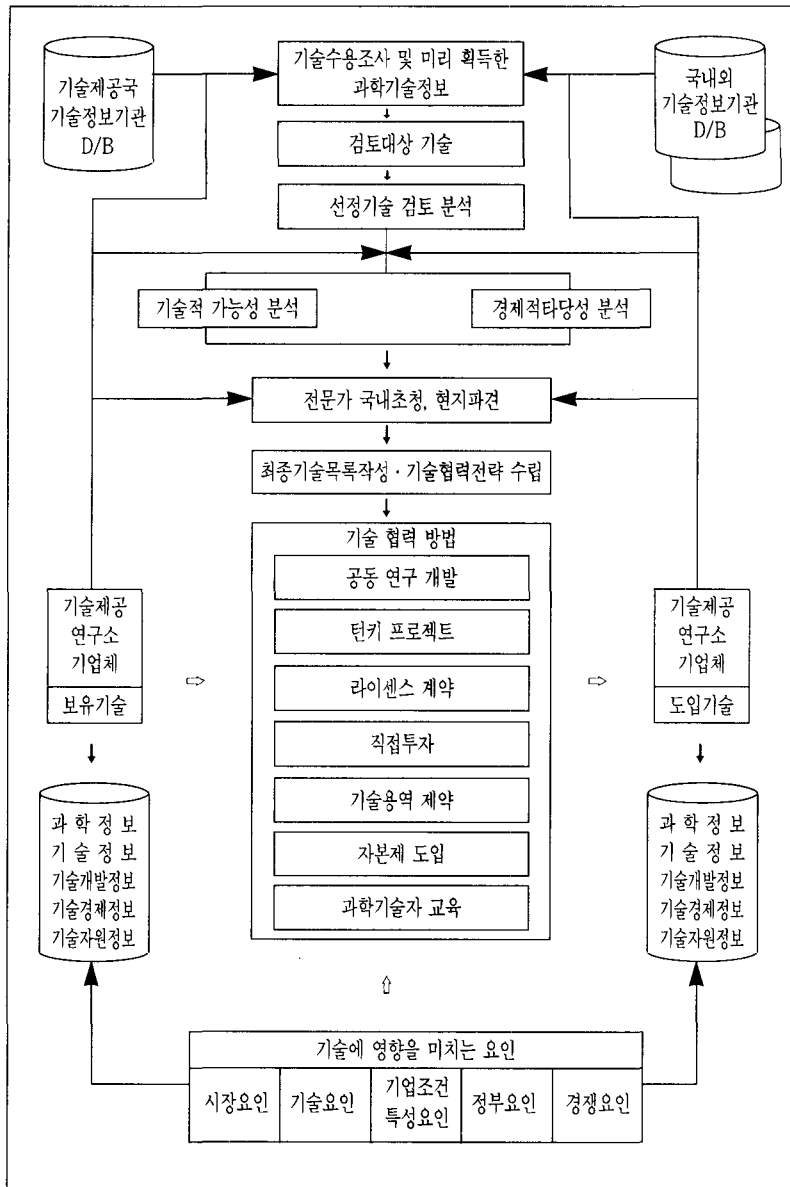 기술제공국
기술정보기관
D/B
기술수용조사 및 미리 획득한
과학기술정보
국내외
기술정보기관
D/B
검토대상 기술
선정기술 검토 분석
기술적 가능성 분석
경제적타당성 분석
전문가 국내초청, 현지파견
최종기술목록작성·기술협력전략 수립
기술 협력 방법
공동 연구 개발
턴키 프로젝트
라이센스 계약
직접투자
기술용역 제약
자본제 도입
과학기술자 교육
기술제공
연구소
기업체
보유기술
기술제공
연구소
기업체
도입기술
과 학 정 보
기 술 정 보
기술개발정보
기술경제정보
기술자원정보
과 학 정 보
기 술 정 보
기술개발정보
기술경제정보
기술자원정보
기술에 영향을 미치는 요인
시장요인
기술요인
기업조건
특성요인
정부요인
경쟁요인